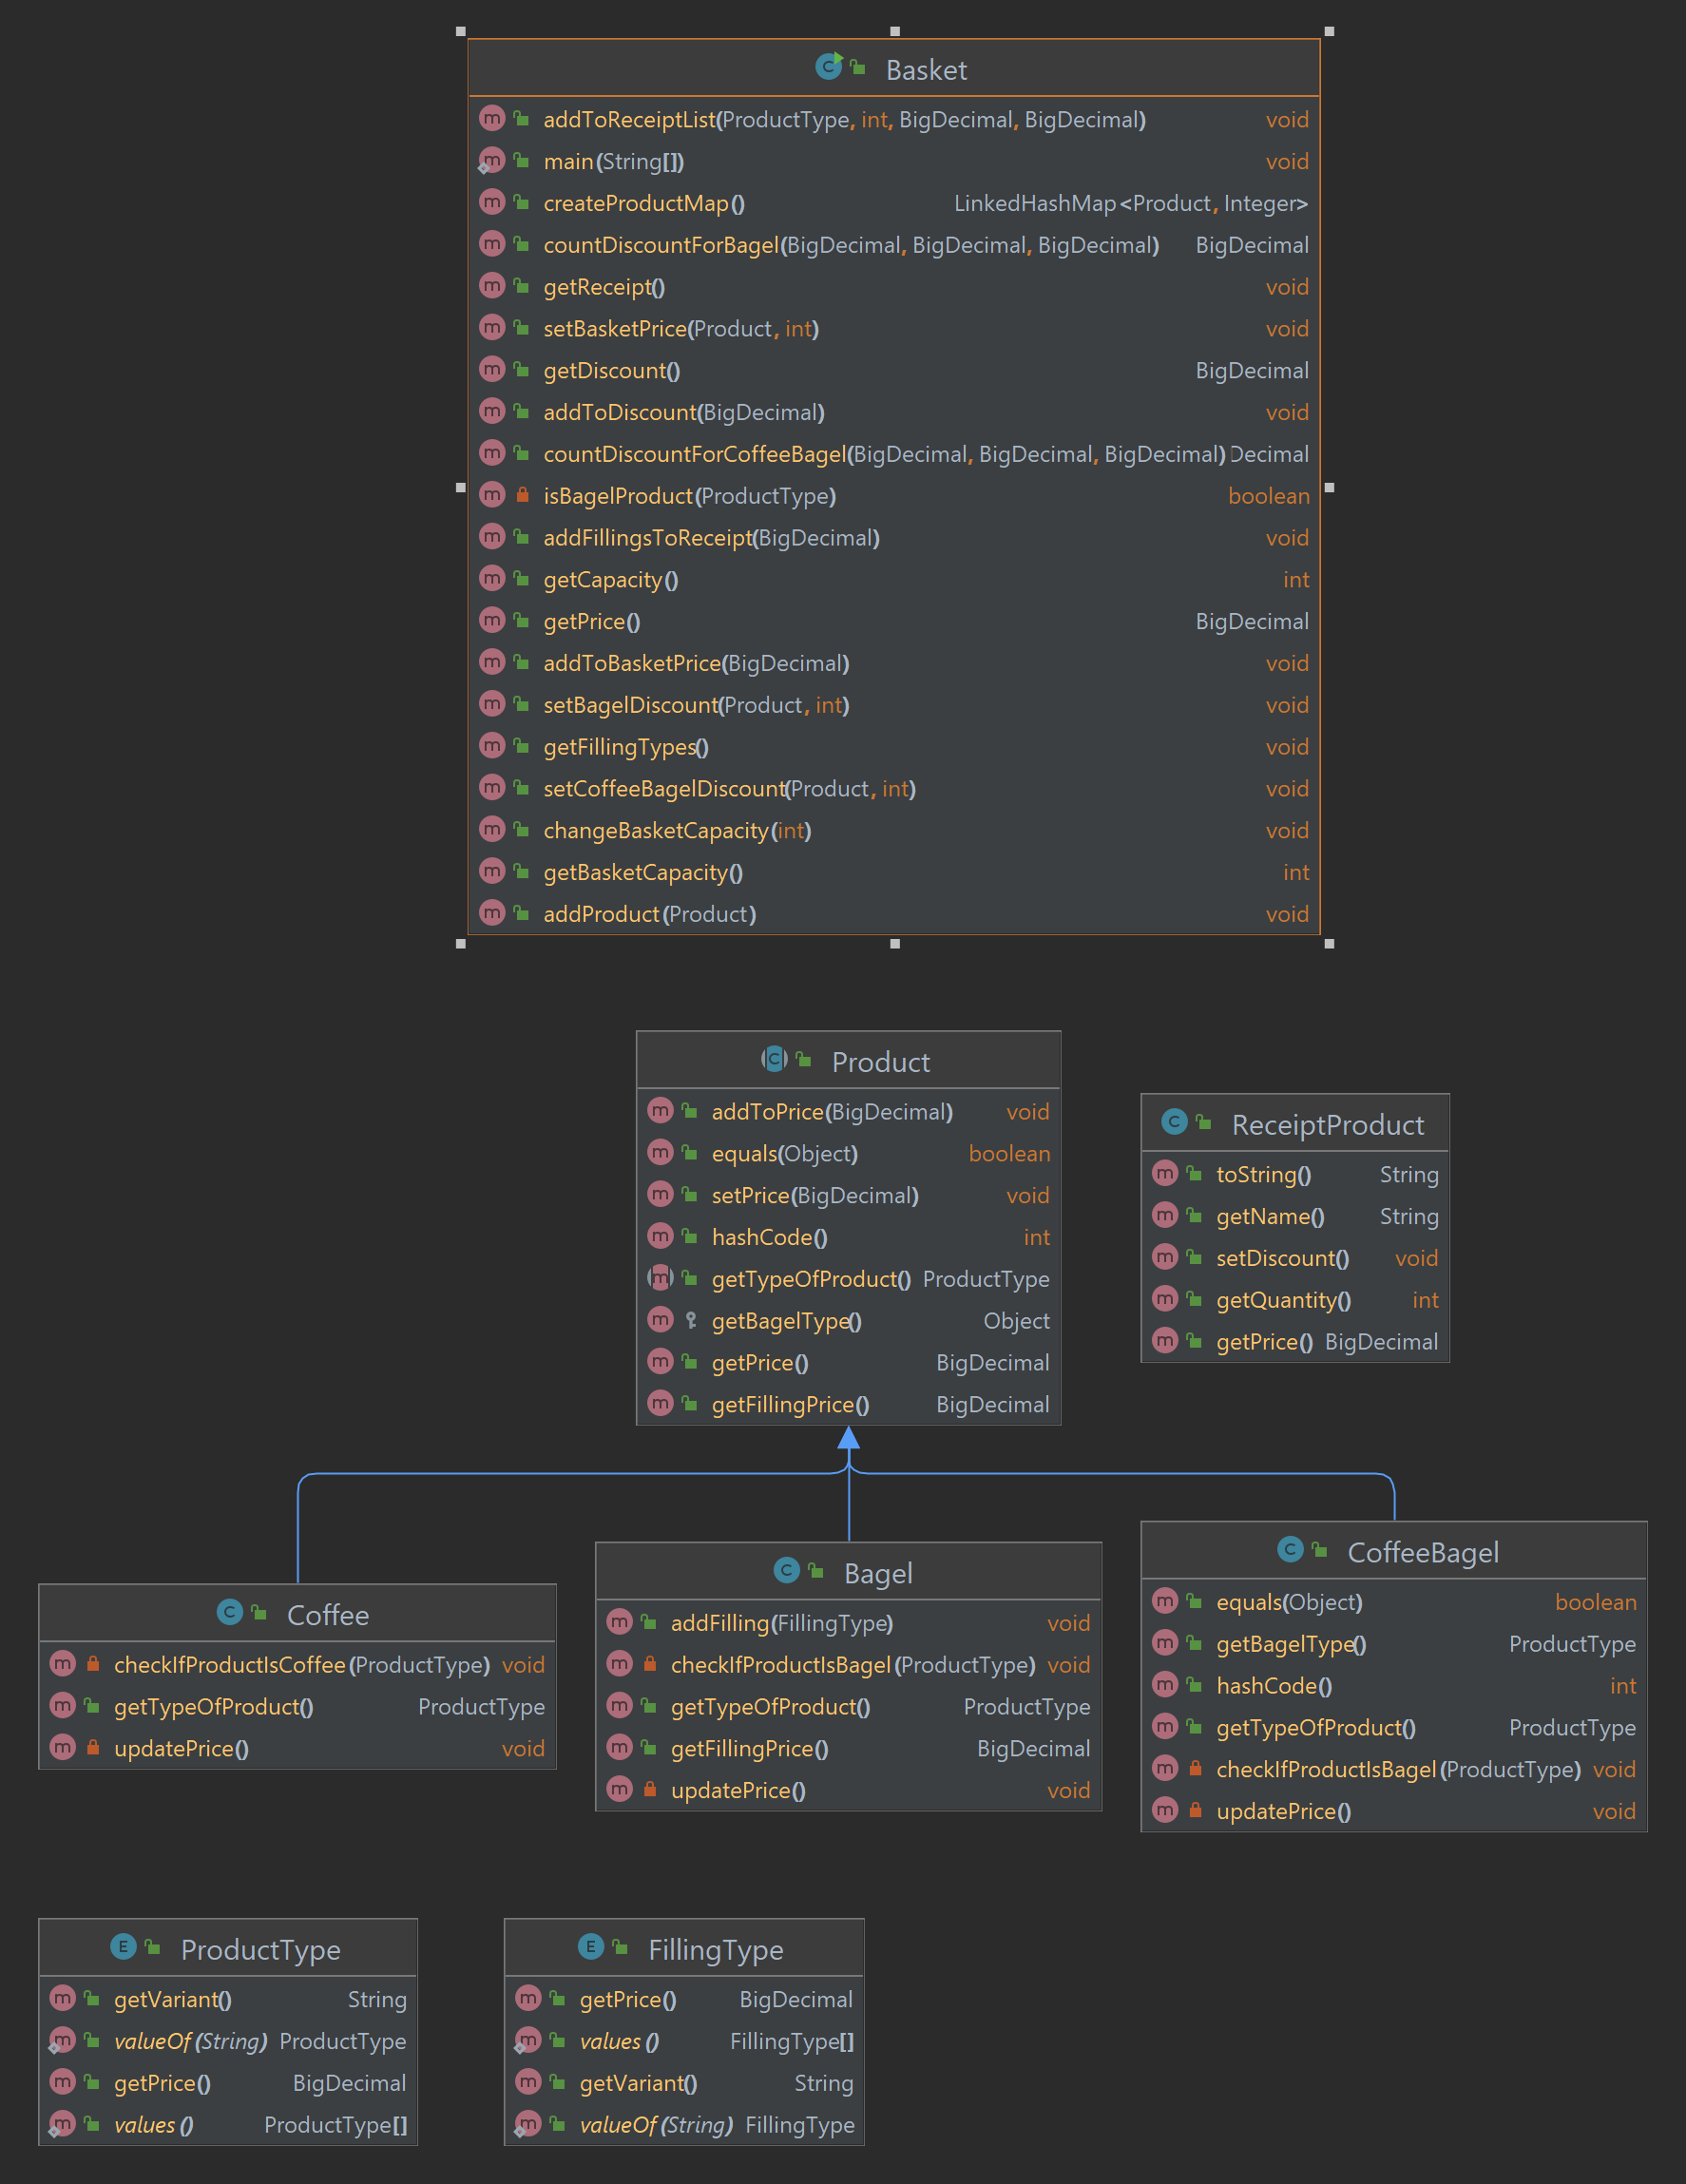 Basket
addToReceiptList(ProductType, int, BigDecimal, BigDecimal) void
main(String[]) void
createProductMap() LinkedHashMap<Product, Integer>
countDiscountForBagel(BigDecimal, BigDecimal, BigDecimal) BigDecimal
getReceipt() void
setBasketPrice(Product, int) void
getDiscount() BigDecimal
addToDiscount(BigDecimal) void
countDiscountForCoffeeBagel(BigDecimal, BigDecimal, BigDecimal) Decimal
isBagelProduct(ProductType) boolean
addFillingsToReceipt(BigDecimal) void
getCapacity() int
getPrice() BigDecimal
addToBasketPrice(BigDecimal) void
setBagelDiscount(Product, int) void
getFillingTypes() void
setCoffeeBagelDiscount(Product, int) void
changeBasketCapacity(int) void
getBasketCapacity() int
addProduct(Product) void
Product
addToPrice(BigDecimal) void
equals(Object) boolean
setPrice(BigDecimal) void
hashCode() int
getTypeOfProduct() ProductType
getBagelType() Object
getPrice() BigDecimal
getFillingPrice() BigDecimal
ReceiptProduct
toString() String
getName() String
setDiscount() void
getQuantity() int
getPrice() BigDecimal
Coffee
checkIfProductIsCoffee(ProductType) void
getTypeOfProduct() ProductType
updatePrice() void
Bagel
addFilling(FillingType) void
checkIfProductIsBagel(ProductType) void
getTypeOfProduct() ProductType
getFillingPrice() BigDecimal
updatePrice() void
CoffeeBagel
equals(Object) boolean
getBagelType() ProductType
hashCode() int
getTypeOfProduct() ProductType
checkIfProductIsBagel(ProductType) void
updatePrice() void
ProductType
getVariant() String
valueOf(String) ProductType
getPrice() BigDecimal
values() ProductType[]
FillingType
getPrice() BigDecimal
values() FillingType[]
getVariant() String
valueOf(String) FillingType